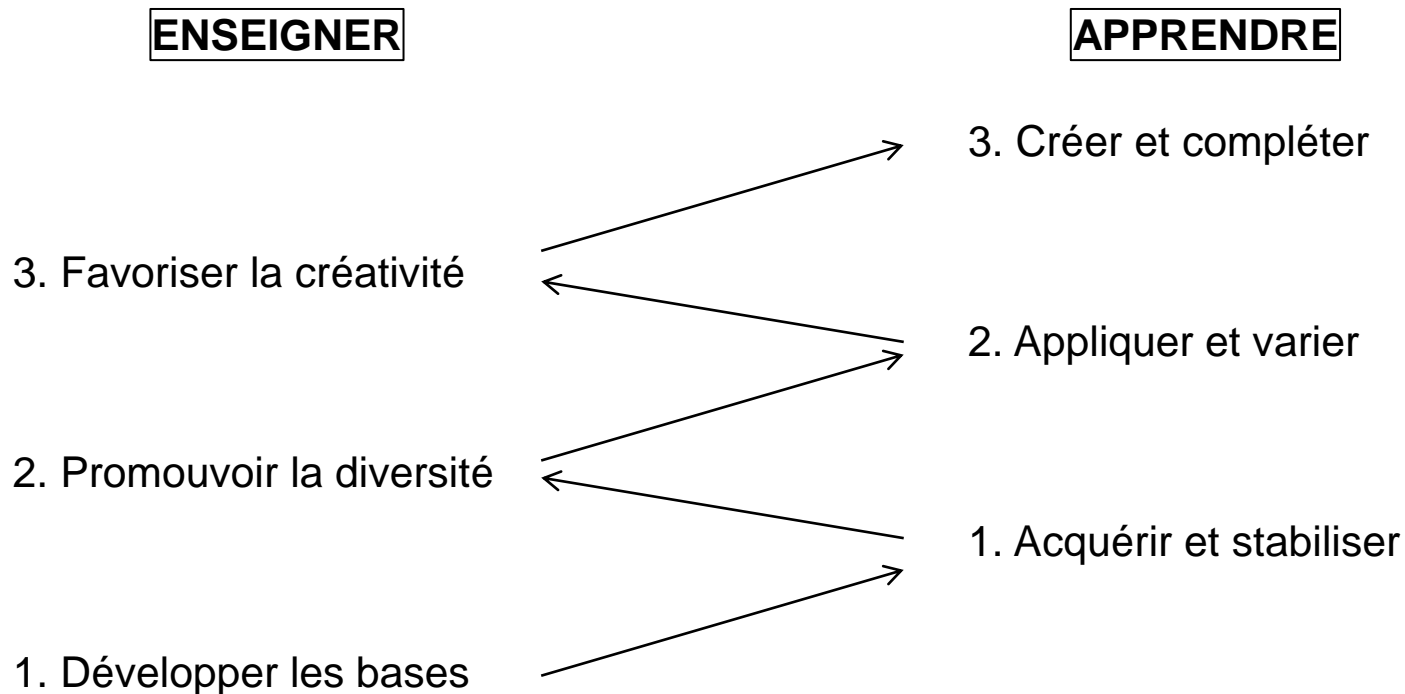 ENSEIGNER
APPRENDRE
3. Créer et compléter
3. Favoriser la créativité
2. Appliquer et varier
2. Promouvoir la diversité
1. Acquérir et stabiliser
1. Développer les bases